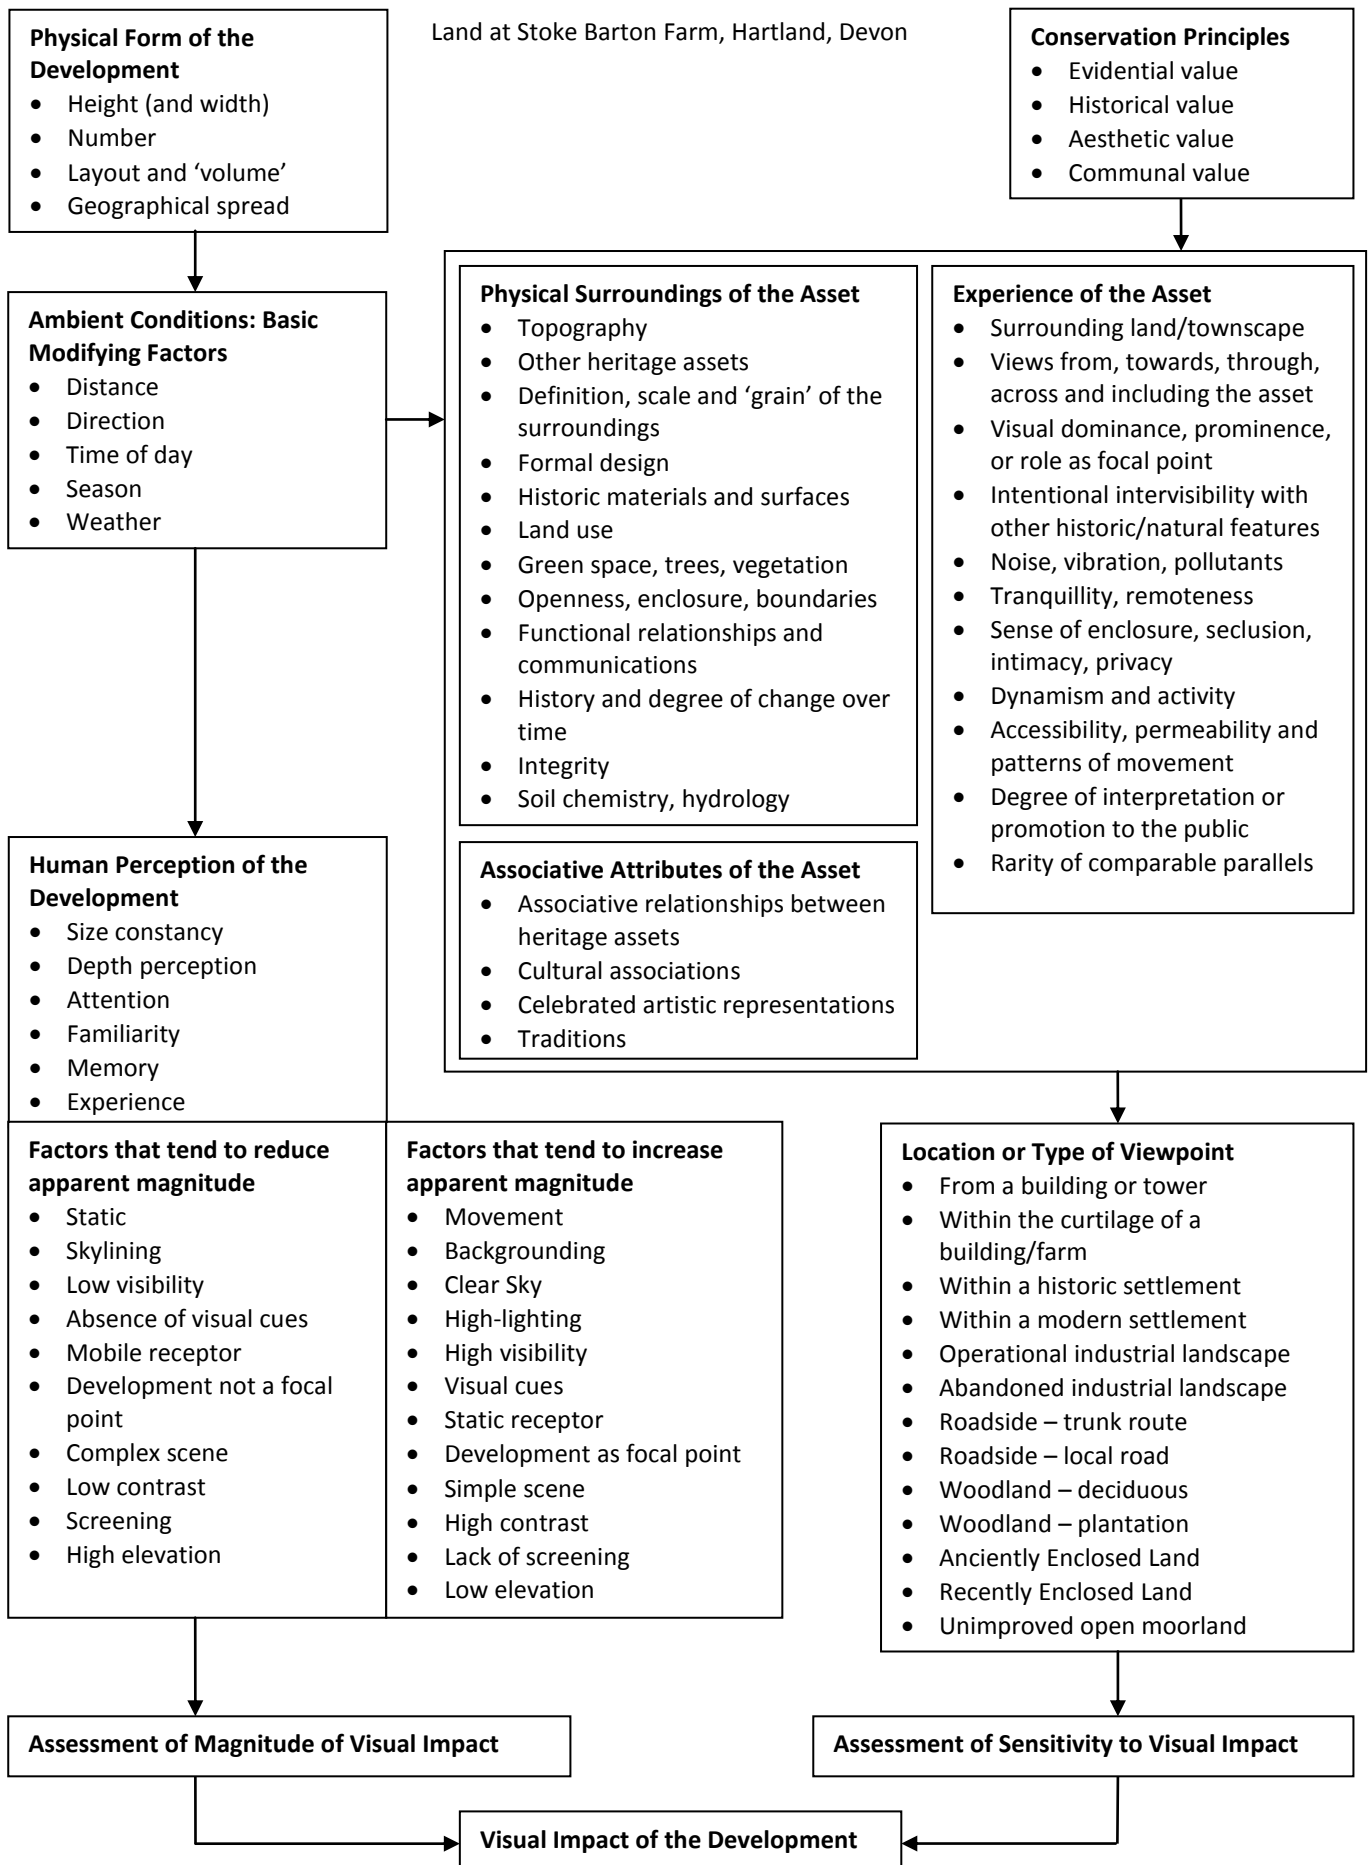 Land at Stoke Barton Farm, Hartland, Devon
Physical Form of the
Development
• Height (and width)
• Number
• Layout and ‘volume’
• Geographical spread
Conservation Principles
• Evidential value
• Historical value
• Aesthetic value
• Communal value
Ambient Conditions: Basic
Modifying Factors
• Distance
• Direction
• Time of day
• Season
• Weather
Physical Surroundings of the Asset
• Topography
• Other heritage assets
• Definition, scale and ‘grain’ of the
surroundings
• Formal design
• Historic materials and surfaces
• Land use
• Green space, trees, vegetation
• Openness, enclosure, boundaries
• Functional relationships and
communications
• History and degree of change over
time
• Integrity
• Soil chemistry, hydrology
Experience of the Asset
• Surrounding land/townscape
• Views from, towards, through,
across and including the asset
• Visual dominance, prominence,
or role as focal point
• Intentional intervisibility with
other historic/natural features
• Noise, vibration, pollutants
• Tranquillity, remoteness
• Sense of enclosure, seclusion,
intimacy, privacy
• Dynamism and activity
• Accessibility, permeability and
patterns of movement
• Degree of interpretation or
promotion to the public
• Rarity of comparable parallels
Associative Attributes of the Asset
• Associative relationships between
heritage assets
• Cultural associations
• Celebrated artistic representations
• Traditions
Human Perception of the
Development
• Size constancy
• Depth perception
• Attention
• Familiarity
• Memory
• Experience
Factors that tend to reduce
apparent magnitude
• Static
• Skylining
• Low visibility
• Absence of visual cues
• Mobile receptor
• Development not a focal
point
• Complex scene
• Low contrast
• Screening
• High elevation
Factors that tend to increase
apparent magnitude
• Movement
• Backgrounding
• Clear Sky
• High-lighting
• High visibility
• Visual cues
• Static receptor
• Development as focal point
• Simple scene
• High contrast
• Lack of screening
• Low elevation
Location or Type of Viewpoint
• From a building or tower
• Within the curtilage of a
building/farm
• Within a historic settlement
• Within a modern settlement
• Operational industrial landscape
• Abandoned industrial landscape
• Roadside – trunk route
• Roadside – local road
• Woodland – deciduous
• Woodland – plantation
• Anciently Enclosed Land
• Recently Enclosed Land
• Unimproved open moorland
Assessment of Magnitude of Visual Impact
Assessment of Sensitivity to Visual Impact
Visual Impact of the Development